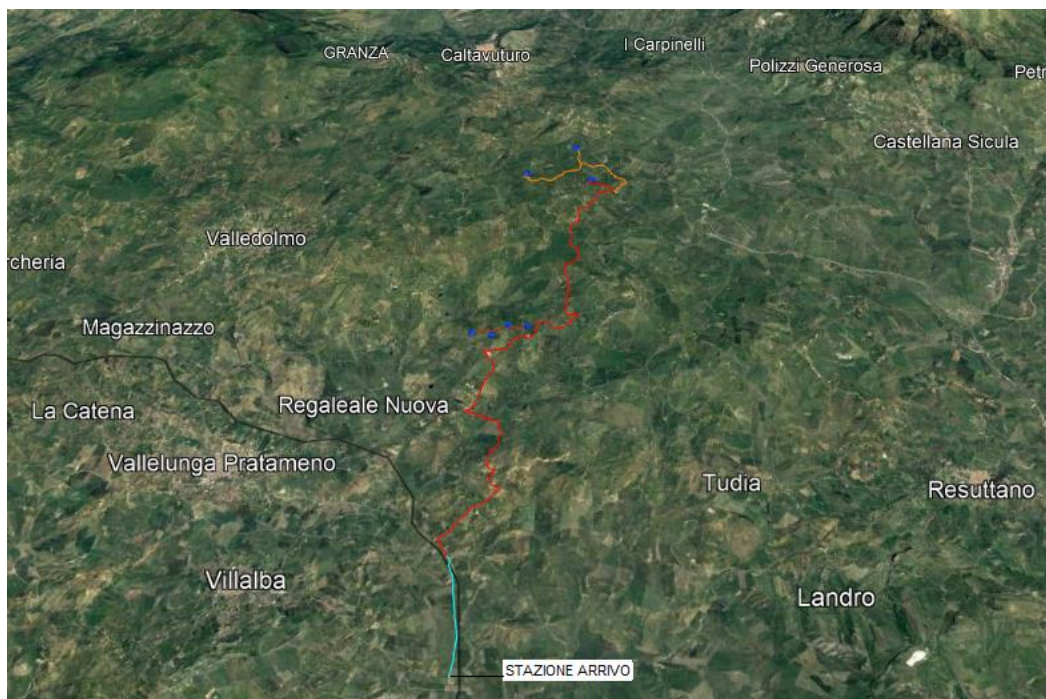 I Carpinelli
GRANZA
Caltavuturo
Polizzi Generosa
Petr
Castellana Sicula
Valledolmo
rcheria
Magazzinazzo
La Catena
Regaleale Nuova
Vallelunga Pratameno
Tudia
Resuttano
Villalba
Landro
STAZIONE ARRIVO